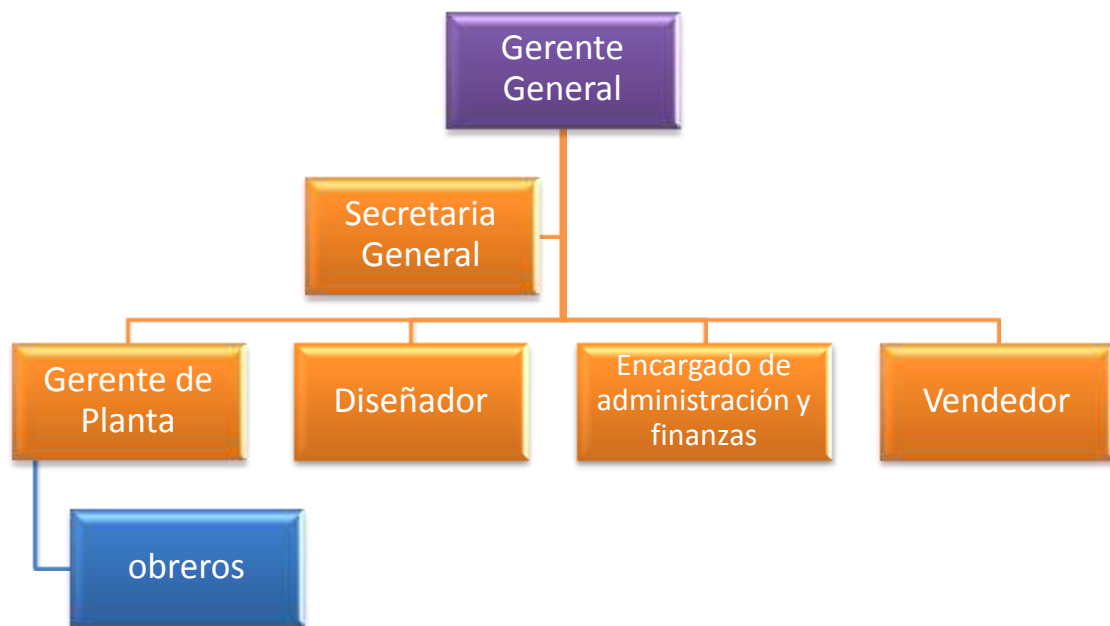 Gerente
General
Secretaria
General
Gerente de
Planta
Diseñador
Encargado de
administración y
finanzas
Vendedor
obreros